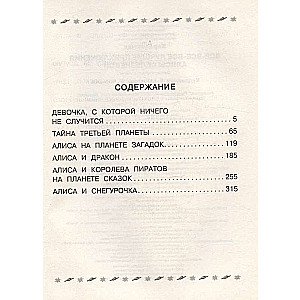 СОДЕРЖАНИЕ
ДЕВОЧКА, С КОТОРОЙ НИЧЕГО
НЕ СЛУЧИТСЯ 5
ТАЙНА ТРЕТЬЕЙ ПЛАНЕТЫ 65
АЛИСА НА ПЛАНЕТЕ ЗАГАДОК 119
АЛИСА И ДРАКОН 185
АЛИСА И КОРОЛЕВА ПИРАТОВ
НА ПЛАНЕТЕ СКАЗОК 255
АЛИСА И СНЕГУРОЧКА 315